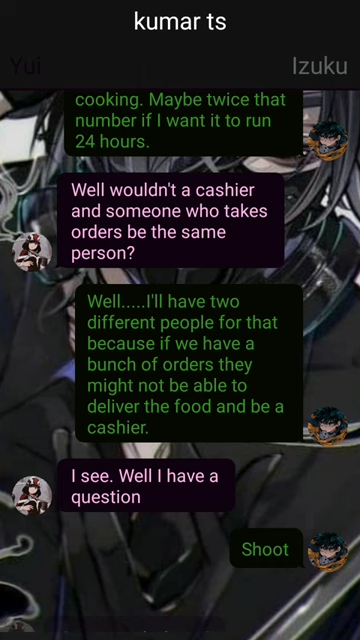 kumar ts
Yui
Izuku
cooking. Maybe twice that
number if I want it to run
24 hours.
Well wouldn't a cashier
and someone who takes
orders be the same
person?
Well.....I'll have two
different people for that
because if we have a
bunch of orders they
might not be able to
deliver the food and be a
cashier.
I see. Well I have a
question
Shoot